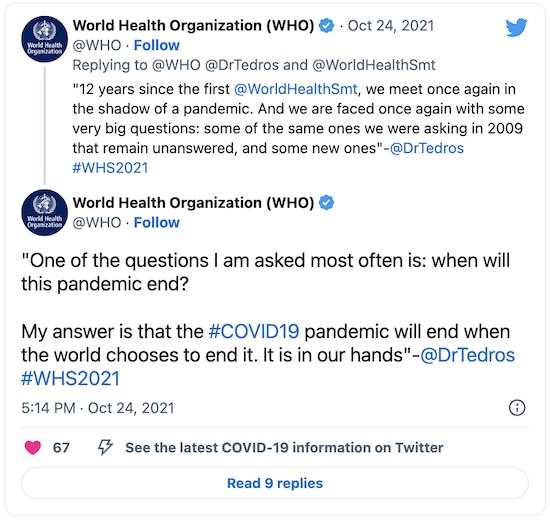 World Health Organization (WHO) · Oct 24, 2021
@WHO · Follow
Replying to @WHO @DrTedros and @WorldHealthSmt
"12 years since the first @WorldHealthSmt, we meet once again in
the shadow of a pandemic. And we are faced once again with some
very big questions: some of the same ones we were asking in 2009
that remain unanswered, and some new ones"-@DrTedros
#WHS2021
World Health
Organization
World Health Organization (WHO)
@WHO · Follow
World Health
Organization
"One of the questions I am asked most often is: when will
this pandemic end?
My answer is that the #COVID19 pandemic will end when
the world chooses to end it. It is in our hands"-@DrTedros
#WHS2021
5:14 PM · Oct 24, 2021
67 See the latest COVID-19 information on Twitter
Read 9 replies